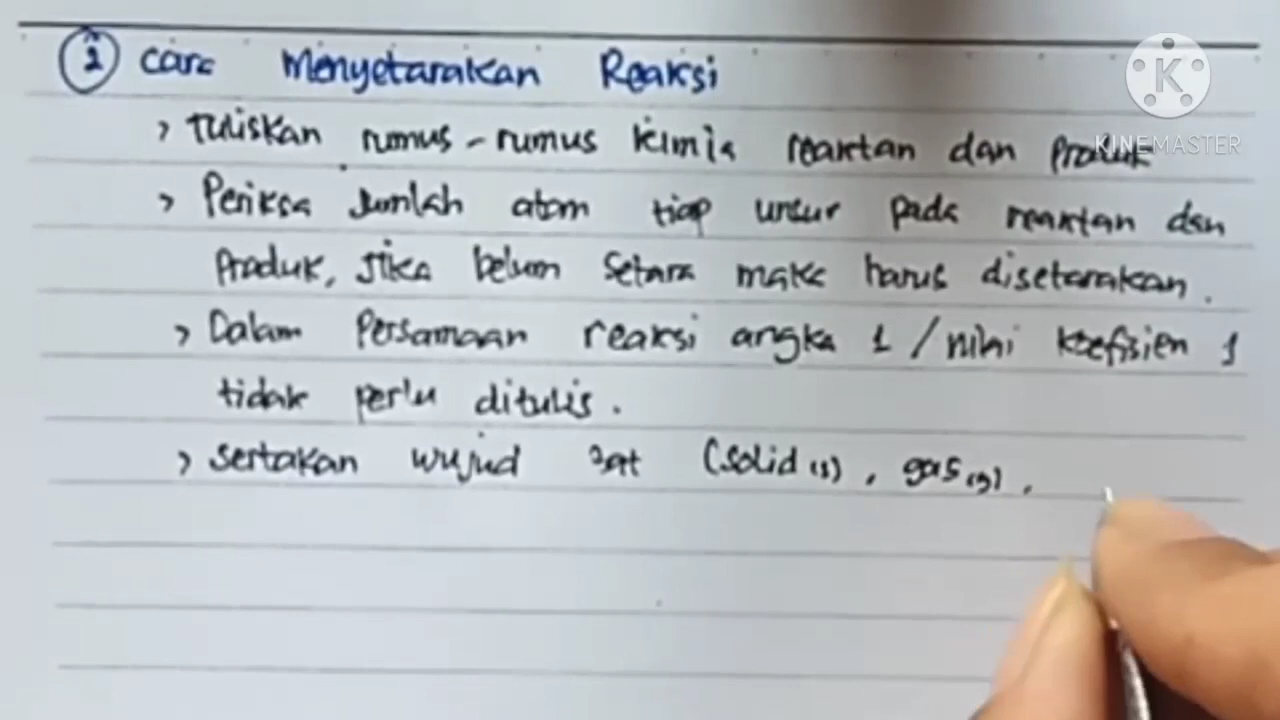 2 Cara Menyetarakan Reaksi
> Tuliskan rumus-rumus kimia reaktan dan Produk
> Periksa Jumlah atom tiap unsur pada reaktan dan
Produk, Jika belum setara maka harus disetarakan.
> Dalam Persamaan reaksi angka 1 / nilai koefisien 1
tidak perlu ditulis.
> sertakan wujud zat (solid (s), gas (g),
K
KINEMASTER